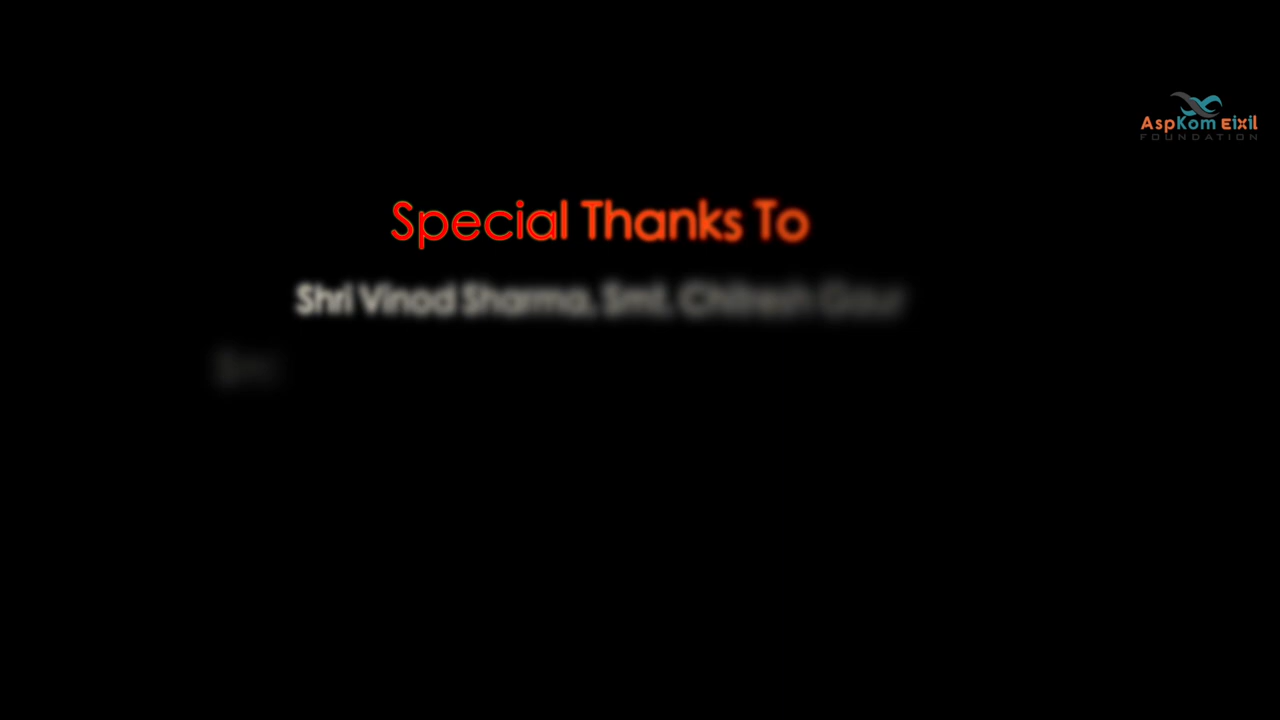 AspKom Eixil
FOUNDATION
Special Thanks To
Shri Vinod Sharma, Smt. Chitresh Gaur